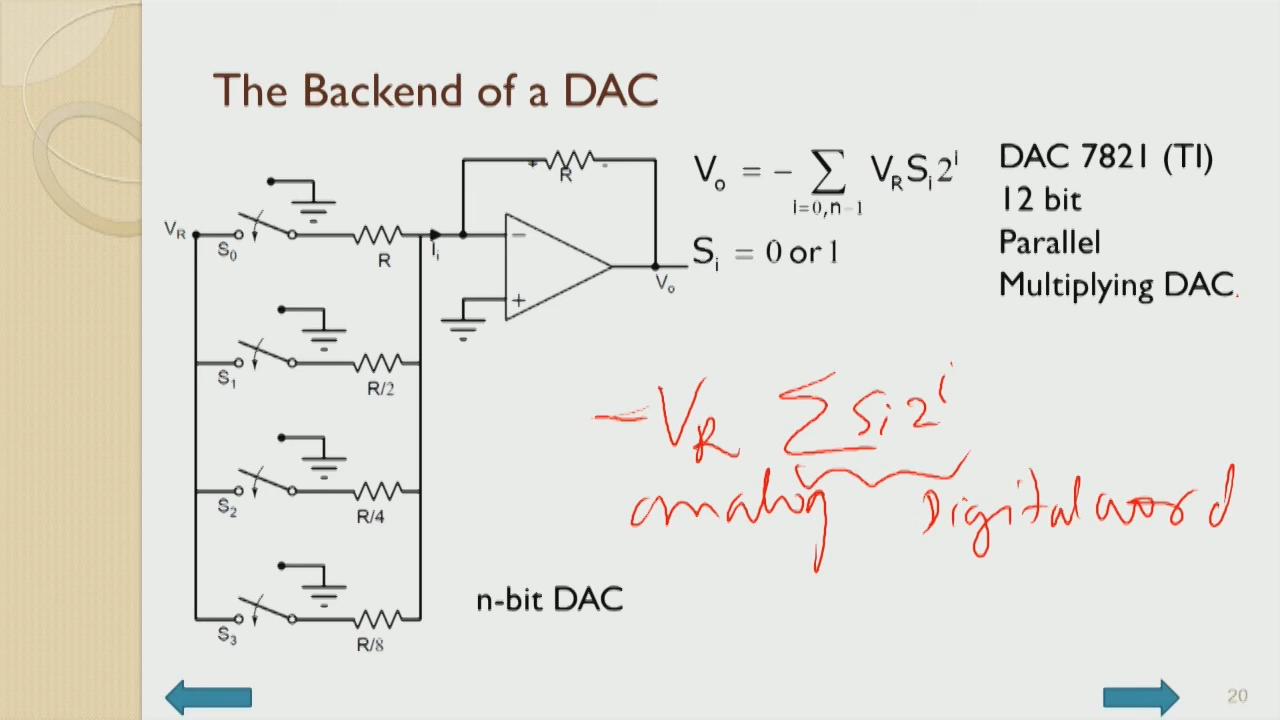 The Backend of a DAC
V_R
S_0
R
I_i
R
V_o
S_1
R/2
S_2
R/4
S_3
R/8
n-bit DAC
V_o = - ∑ V_R S_i 2^i
i=0,n-1
S_i = 0 or 1
DAC 7821 (TI)
12 bit
Parallel
Multiplying DAC
-V_R ∑ S_i 2^i
analog Digital word
20